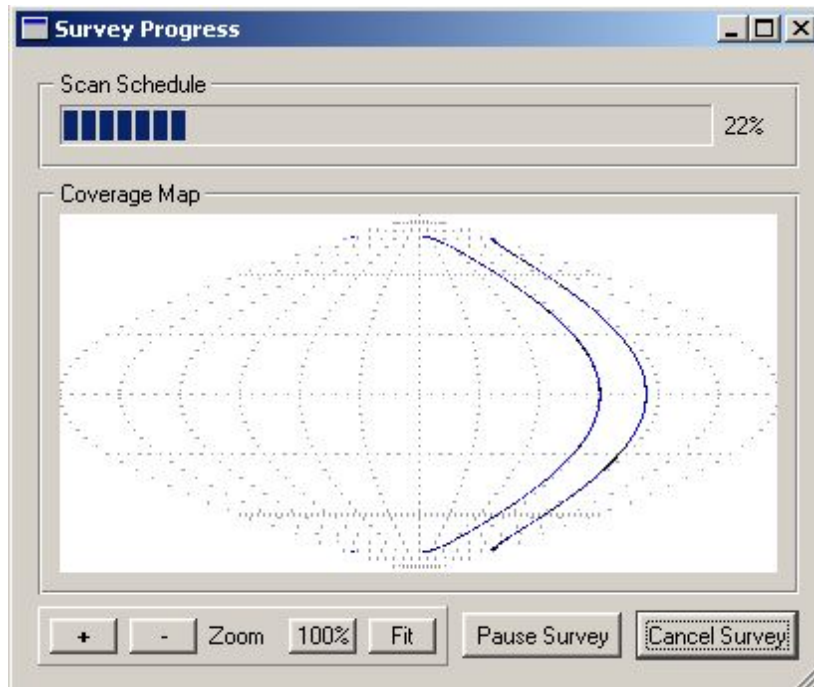 Survey Progress
Scan Schedule
22%
Coverage Map
+ - Zoom 100% Fit Pause Survey Cancel Survey